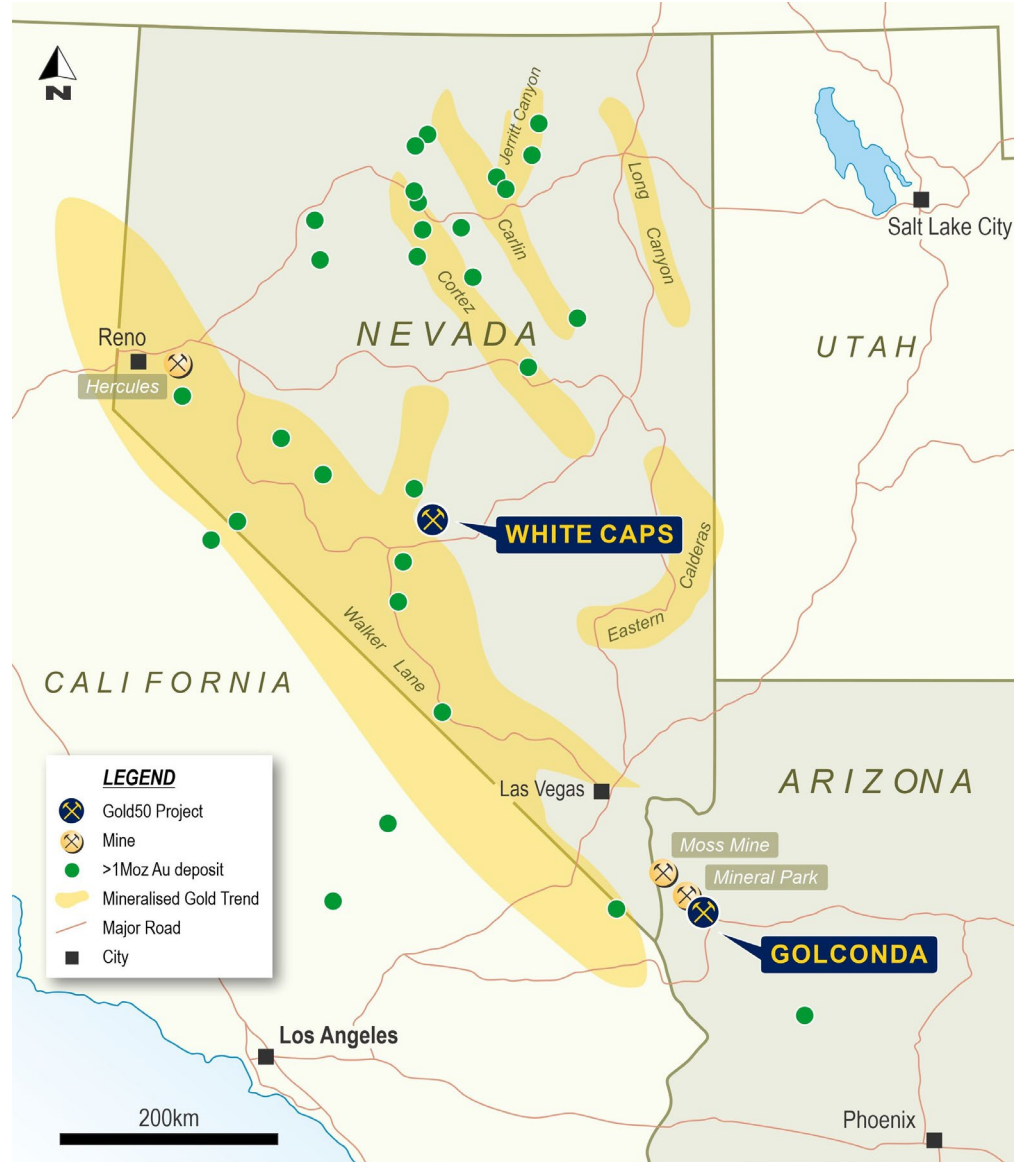 N
Jerritt Canyon
Long
Canyon
Carlin
Cortez
Salt Lake City
NEVADA
UTAH
Reno
Hercules
WHITE CAPS
Eastern
Calderas
Walker
Lane
CALIFORNIA
Las Vegas
ARIZONA
Moss Mine
Mineral Park
GOLCONDA
LEGEND
Gold50 Project
Mine
>1Moz Au deposit
Mineralised Gold Trend
Major Road
City
Los Angeles
200km
Phoenix